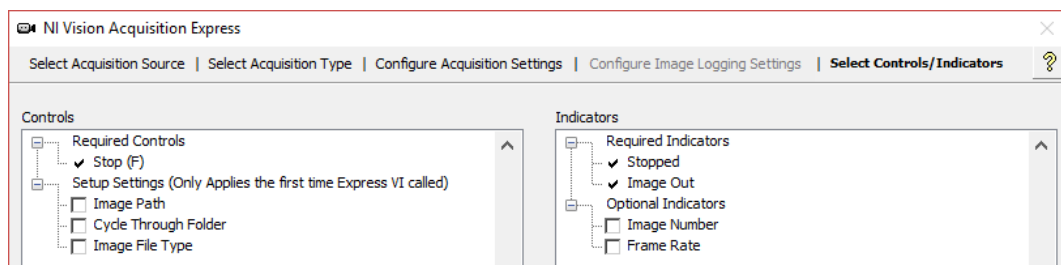 NI Vision Acquisition Express
Select Acquisition Source | Select Acquisition Type | Configure Acquisition Settings | Configure Image Logging Settings | Select Controls/Indicators
Controls
Required Controls
Stop (F)
Setup Settings (Only Applies the first time Express VI called)
Image Path
Cycle Through Folder
Image File Type
Indicators
Required Indicators
Stopped
Image Out
Optional Indicators
Image Number
Frame Rate